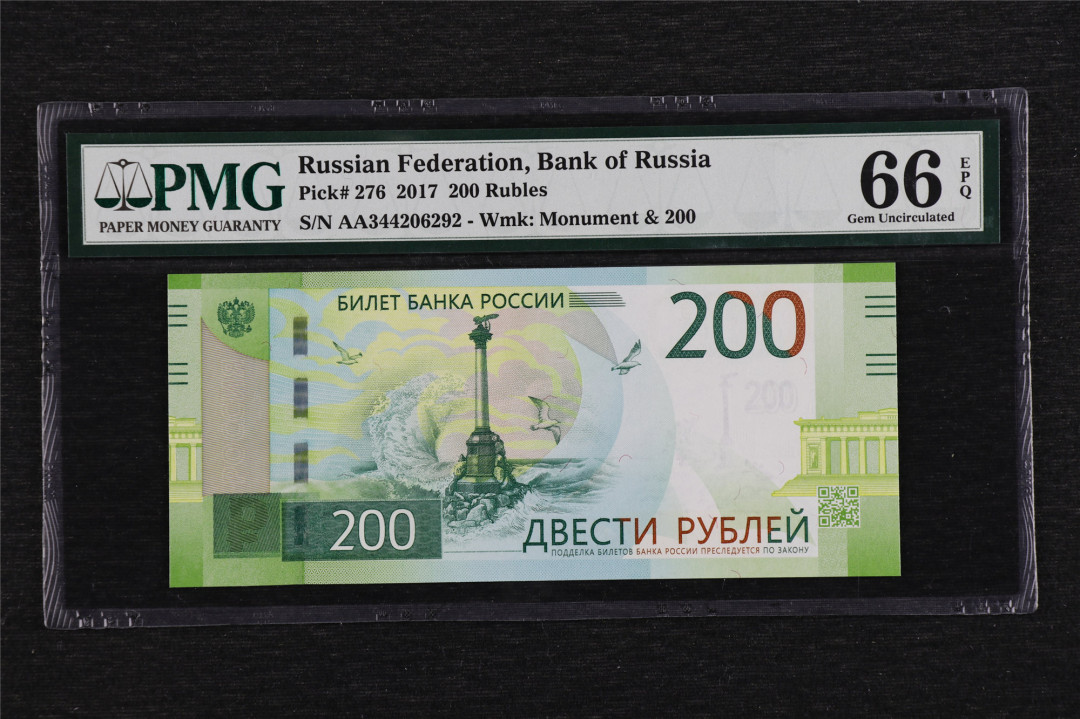 PMG
PAPER MONEY GUARANTY
Russian Federation, Bank of Russia
Pick# 276 2017 200 Rubles
S/N AA344206292 - Wmk: Monument & 200
66
EPQ
Gem Uncirculated
БИЛЕТ БАНКА РОССИИ
200
200
200
ДВЕСТИ РУБЛЕЙ
ПОДДЕЛКА БИЛЕТОВ БАНКА РОССИИ ПРЕСЛЕДУЕТСЯ ПО ЗАКОНУ